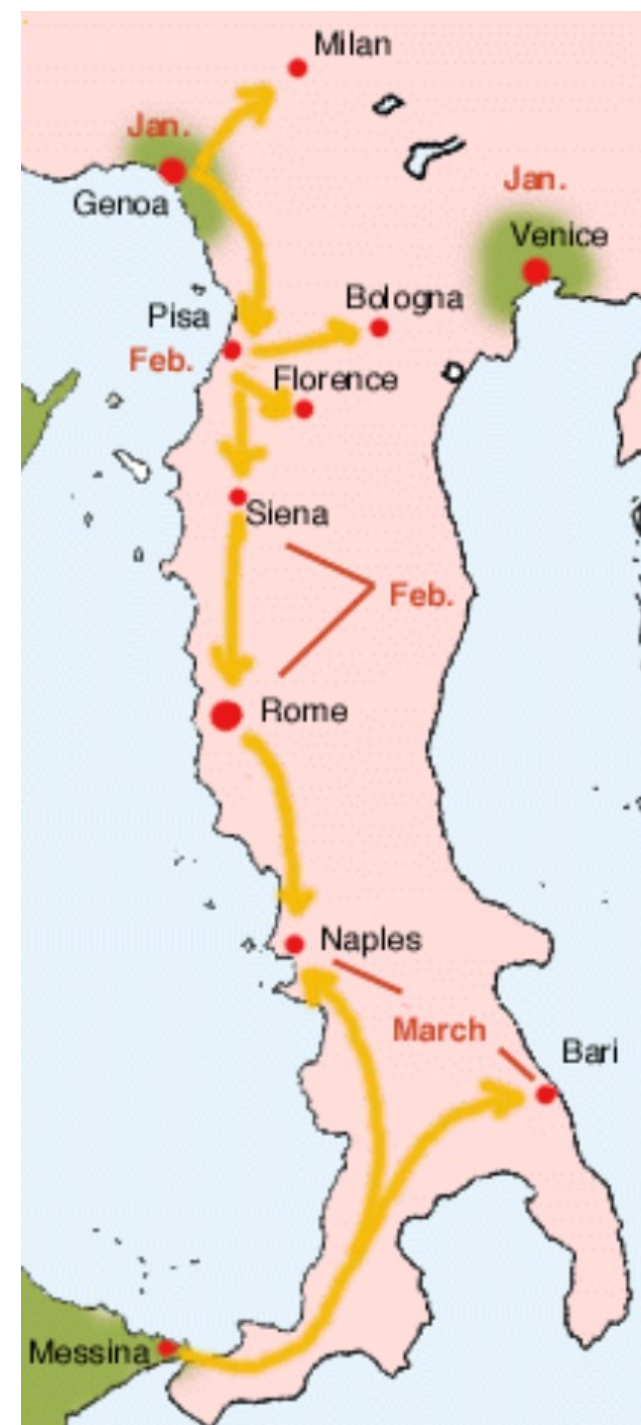 Milan
Jan.
Genoa
Jan.
Venice
Bologna
Pisa
Feb.
Florence
Siena
Feb.
Rome
Naples
March
Bari
Messina